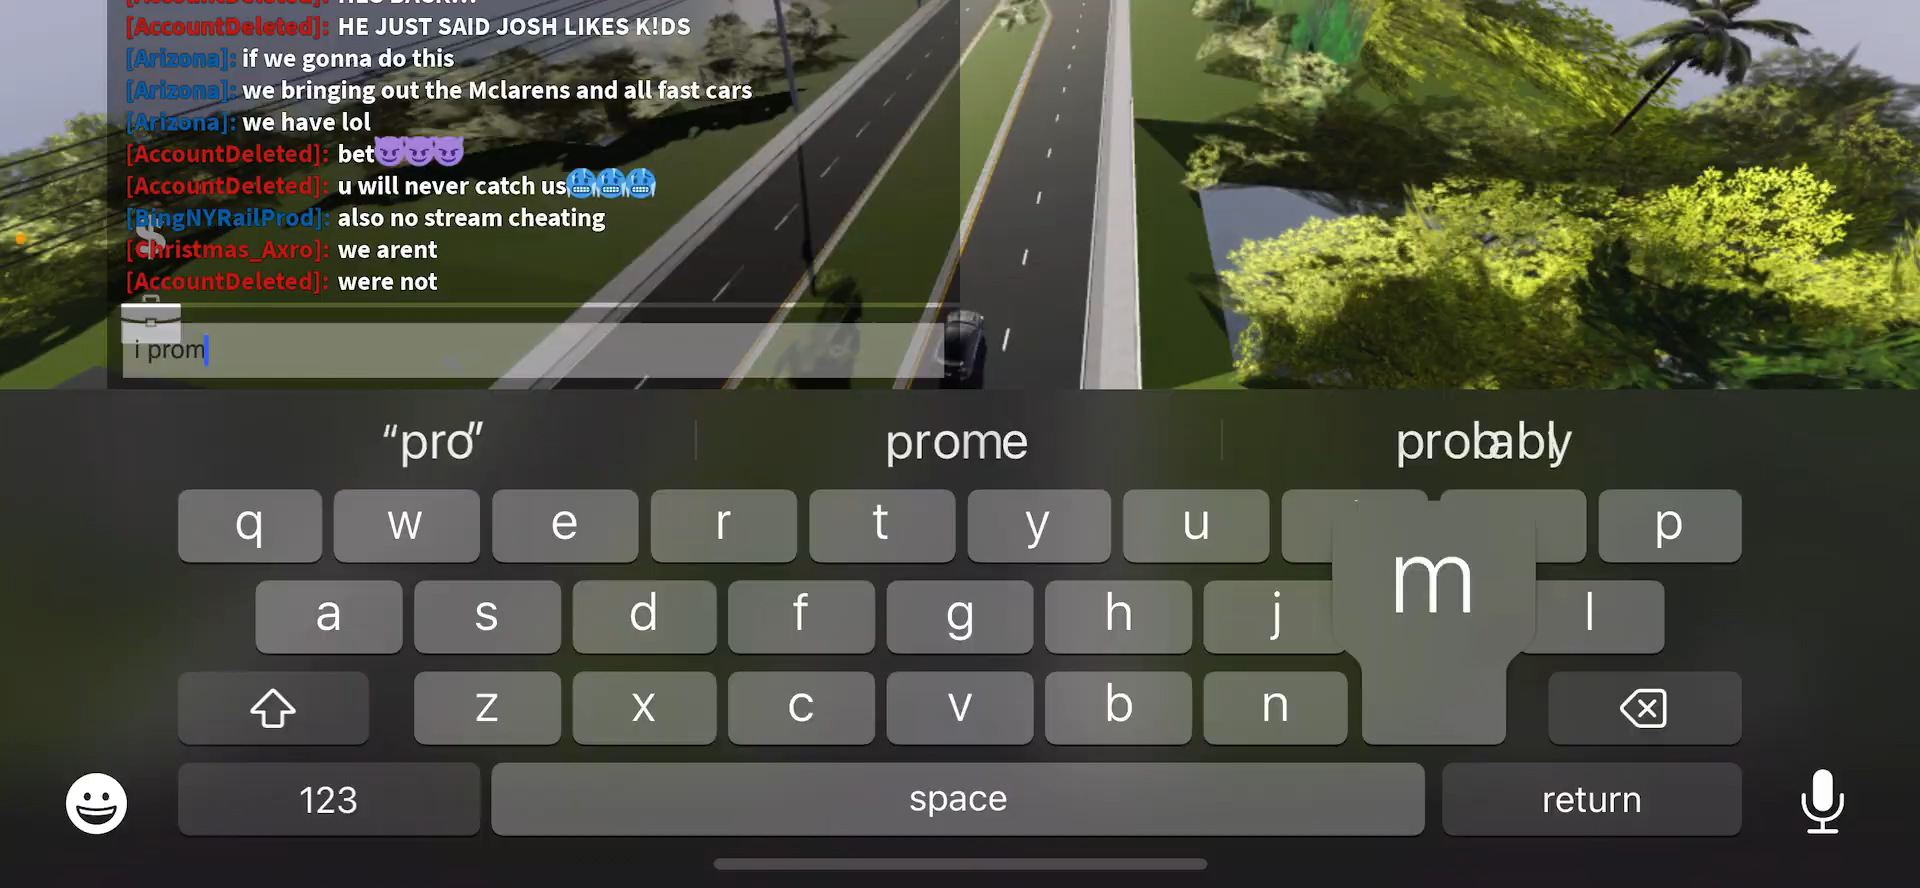 [AccountDeleted]: HE JUST SAID JOSH LIKES K!DS
[Arizona]: if we gonna do this
[Arizona]: we bringing out the Mclarens and all fast cars
[Arizona]: we have lol
[AccountDeleted]: bet😈😈😈
[AccountDeleted]: u will never catch us🥶🥶🥶
[BingNYRailProd]: also no stream cheating
[Christmas_Axro]: we arent
[AccountDeleted]: were not
$
i prom
“pro” prome probably
q w e r t y u p
a s d f g h j m l
z x c v b n
123 space return